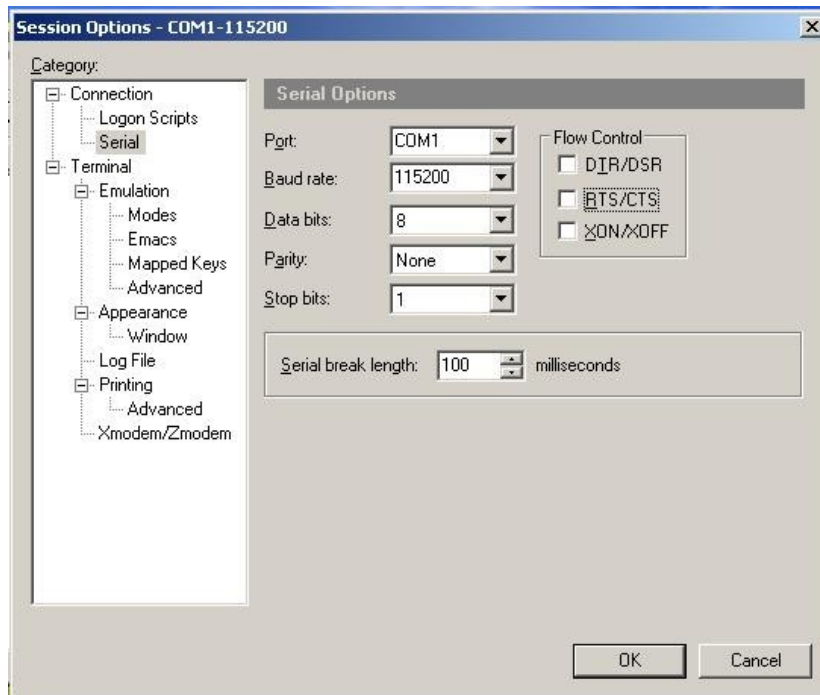 Session Options - COM1-115200
Category:
Connection
Logon Scripts
Serial
Terminal
Emulation
Modes
Emacs
Mapped Keys
Advanced
Appearance
Window
Log File
Printing
Advanced
Xmodem/Zmodem
Serial Options
Port: COM1
Baud rate: 115200
Data bits: 8
Parity: None
Stop bits: 1
Flow Control
DTR/DSR
RTS/CTS
XON/XOFF
Serial break length: 100 milliseconds
OK Cancel